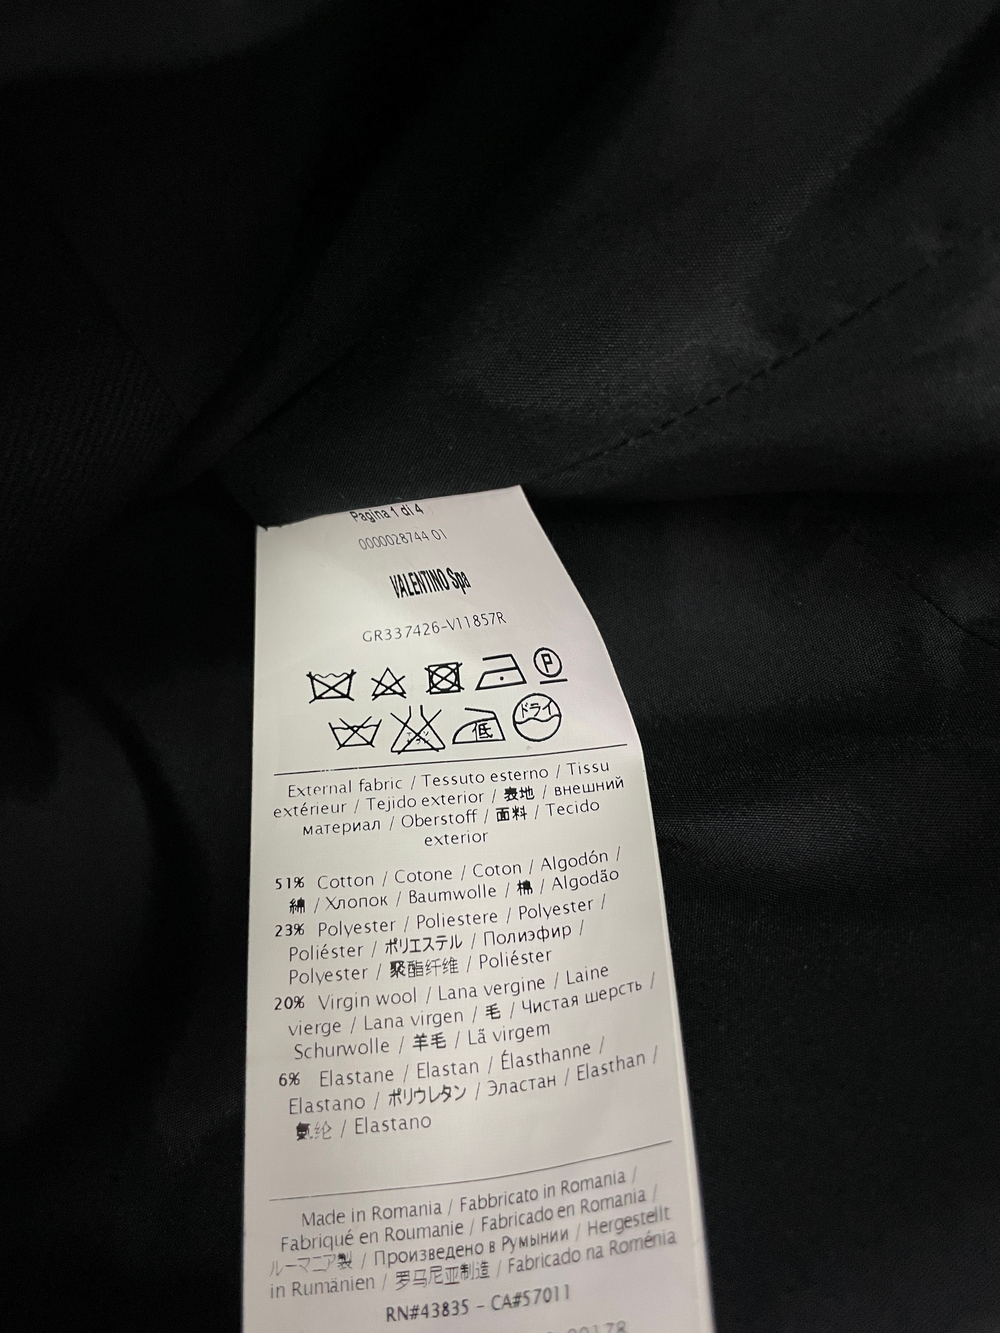 Pagina 1 di 4
0000028744 01
VALENTINO Spa
GR337426-V11857R
P
ドライ
低
External fabric / Tessuto esterno / Tissu
extérieur / Tejido exterior / 表地 / внешний
материал / Oberstoff / 面料 / Tecido
exterior
51% Cotton / Cotone / Coton / Algodón /
綿 / Хлопок / Baumwolle / 棉 / Algodão
23% Polyester / Poliestere / Polyester /
Poliéster / ポリエステル / Полиэфир /
Polyester / 聚酯纤维 / Poliéster
20% Virgin wool / Lana vergine / Laine
vierge / Lana virgen / 毛 / Чистая шерсть /
Schurwolle / 羊毛 / Lã virgem
6% Elastane / Elastan / Élasthanne /
Elastano / ポリウレタン / Эластан / Elasthan /
氨纶 / Elastano
Made in Romania / Fabbricato in Romania /
Fabriqué en Roumanie / Fabricado en Romania /
ルーマニア製 / Произведено в Румынии / Hergestellt
in Rumänien / 罗马尼亚制造 / Fabricado na Roménia
RN#43835 - CA#57011